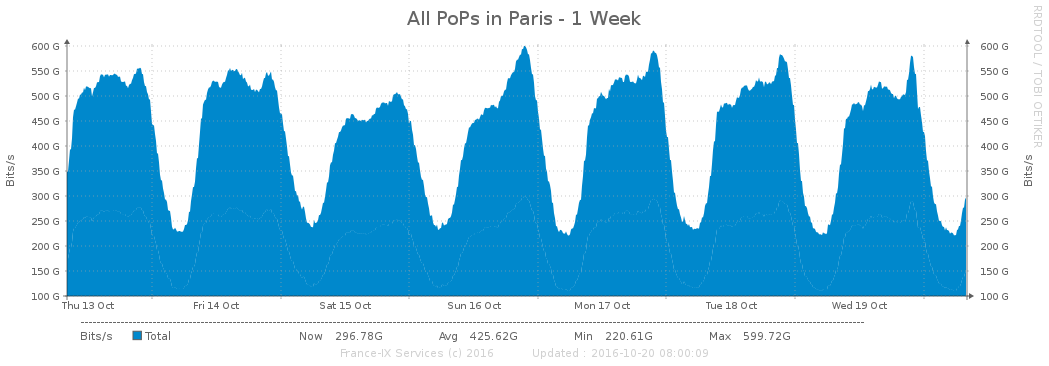 All PoPs in Paris - 1 Week
RRDTOOL / TOBI OETIKER
Bits/s
600 G
550 G
500 G
450 G
400 G
350 G
300 G
250 G
200 G
150 G
100 G
600 G
550 G
500 G
450 G
400 G
350 G
300 G
250 G
200 G
150 G
100 G
Bits/s
Thu 13 Oct Fri 14 Oct Sat 15 Oct Sun 16 Oct Mon 17 Oct Tue 18 Oct Wed 19 Oct
Bits/s Total Now 296.78G Avg 425.62G Min 220.61G Max 599.72G
France-IX Services (c) 2016 Updated : 2016-10-20 08:00:09